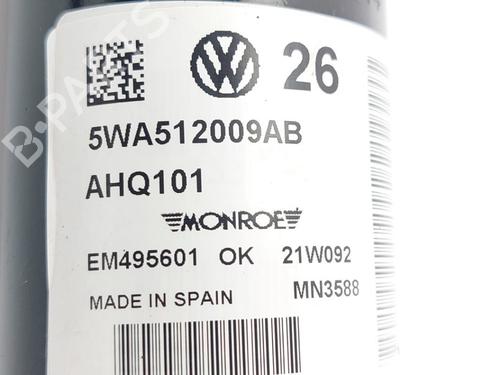 26
5WA512009AB
AHQ101
MONROE
EM495601 OK 21W092
MADE IN SPAIN MN3588
B-PARTS